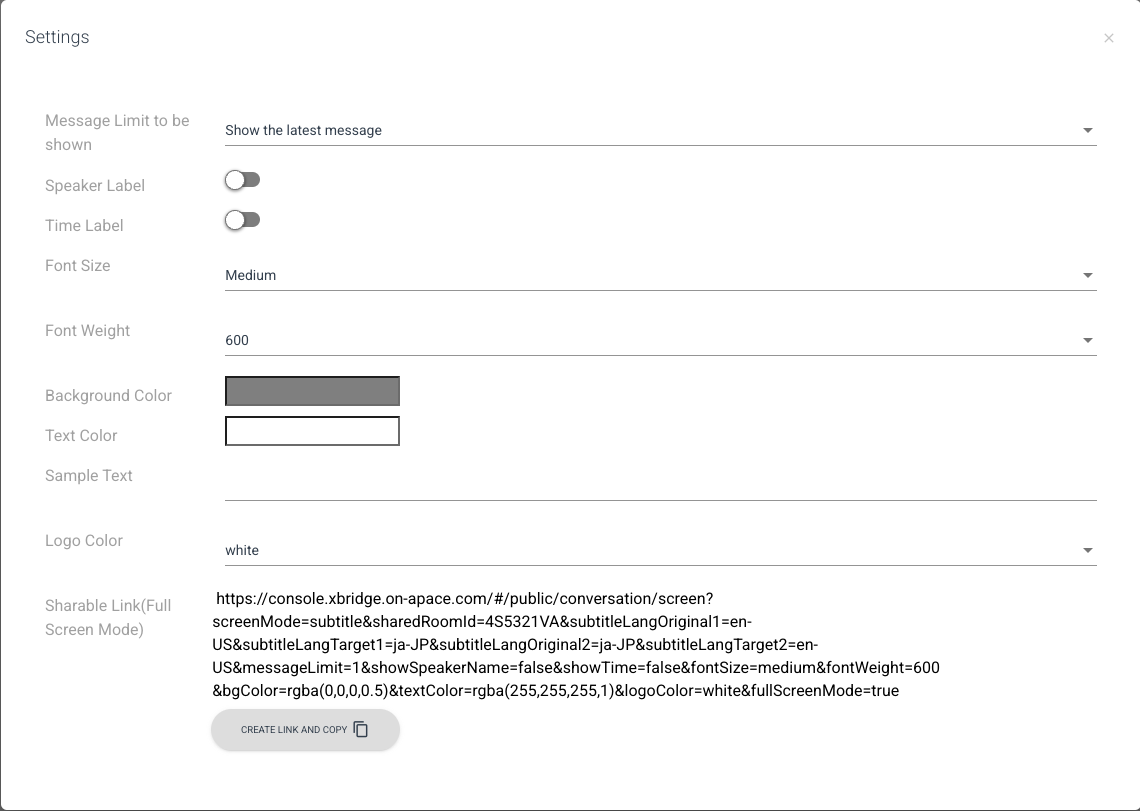 Settings
×
Message Limit to be
shown
Show the latest message
Speaker Label
Time Label
Font Size
Medium
Font Weight
600
Background Color
Text Color
Sample Text
Logo Color
white
Sharable Link(Full
Screen Mode)
https://console.xbridge.on-apace.com/#/public/conversation/screen?
screenMode=subtitle&sharedRoomId=4S5321VA&subtitleLangOriginal1=en-
US&subtitleLangTarget1=ja-JP&subtitleLangOriginal2=ja-JP&subtitleLangTarget2=en-
US&messageLimit=1&showSpeakerName=false&showTime=false&fontSize=medium&fontWeight=600
&bgColor=rgba(0,0,0,0.5)&textColor=rgba(255,255,255,1)&logoColor=white&fullScreenMode=true
CREATE LINK AND COPY